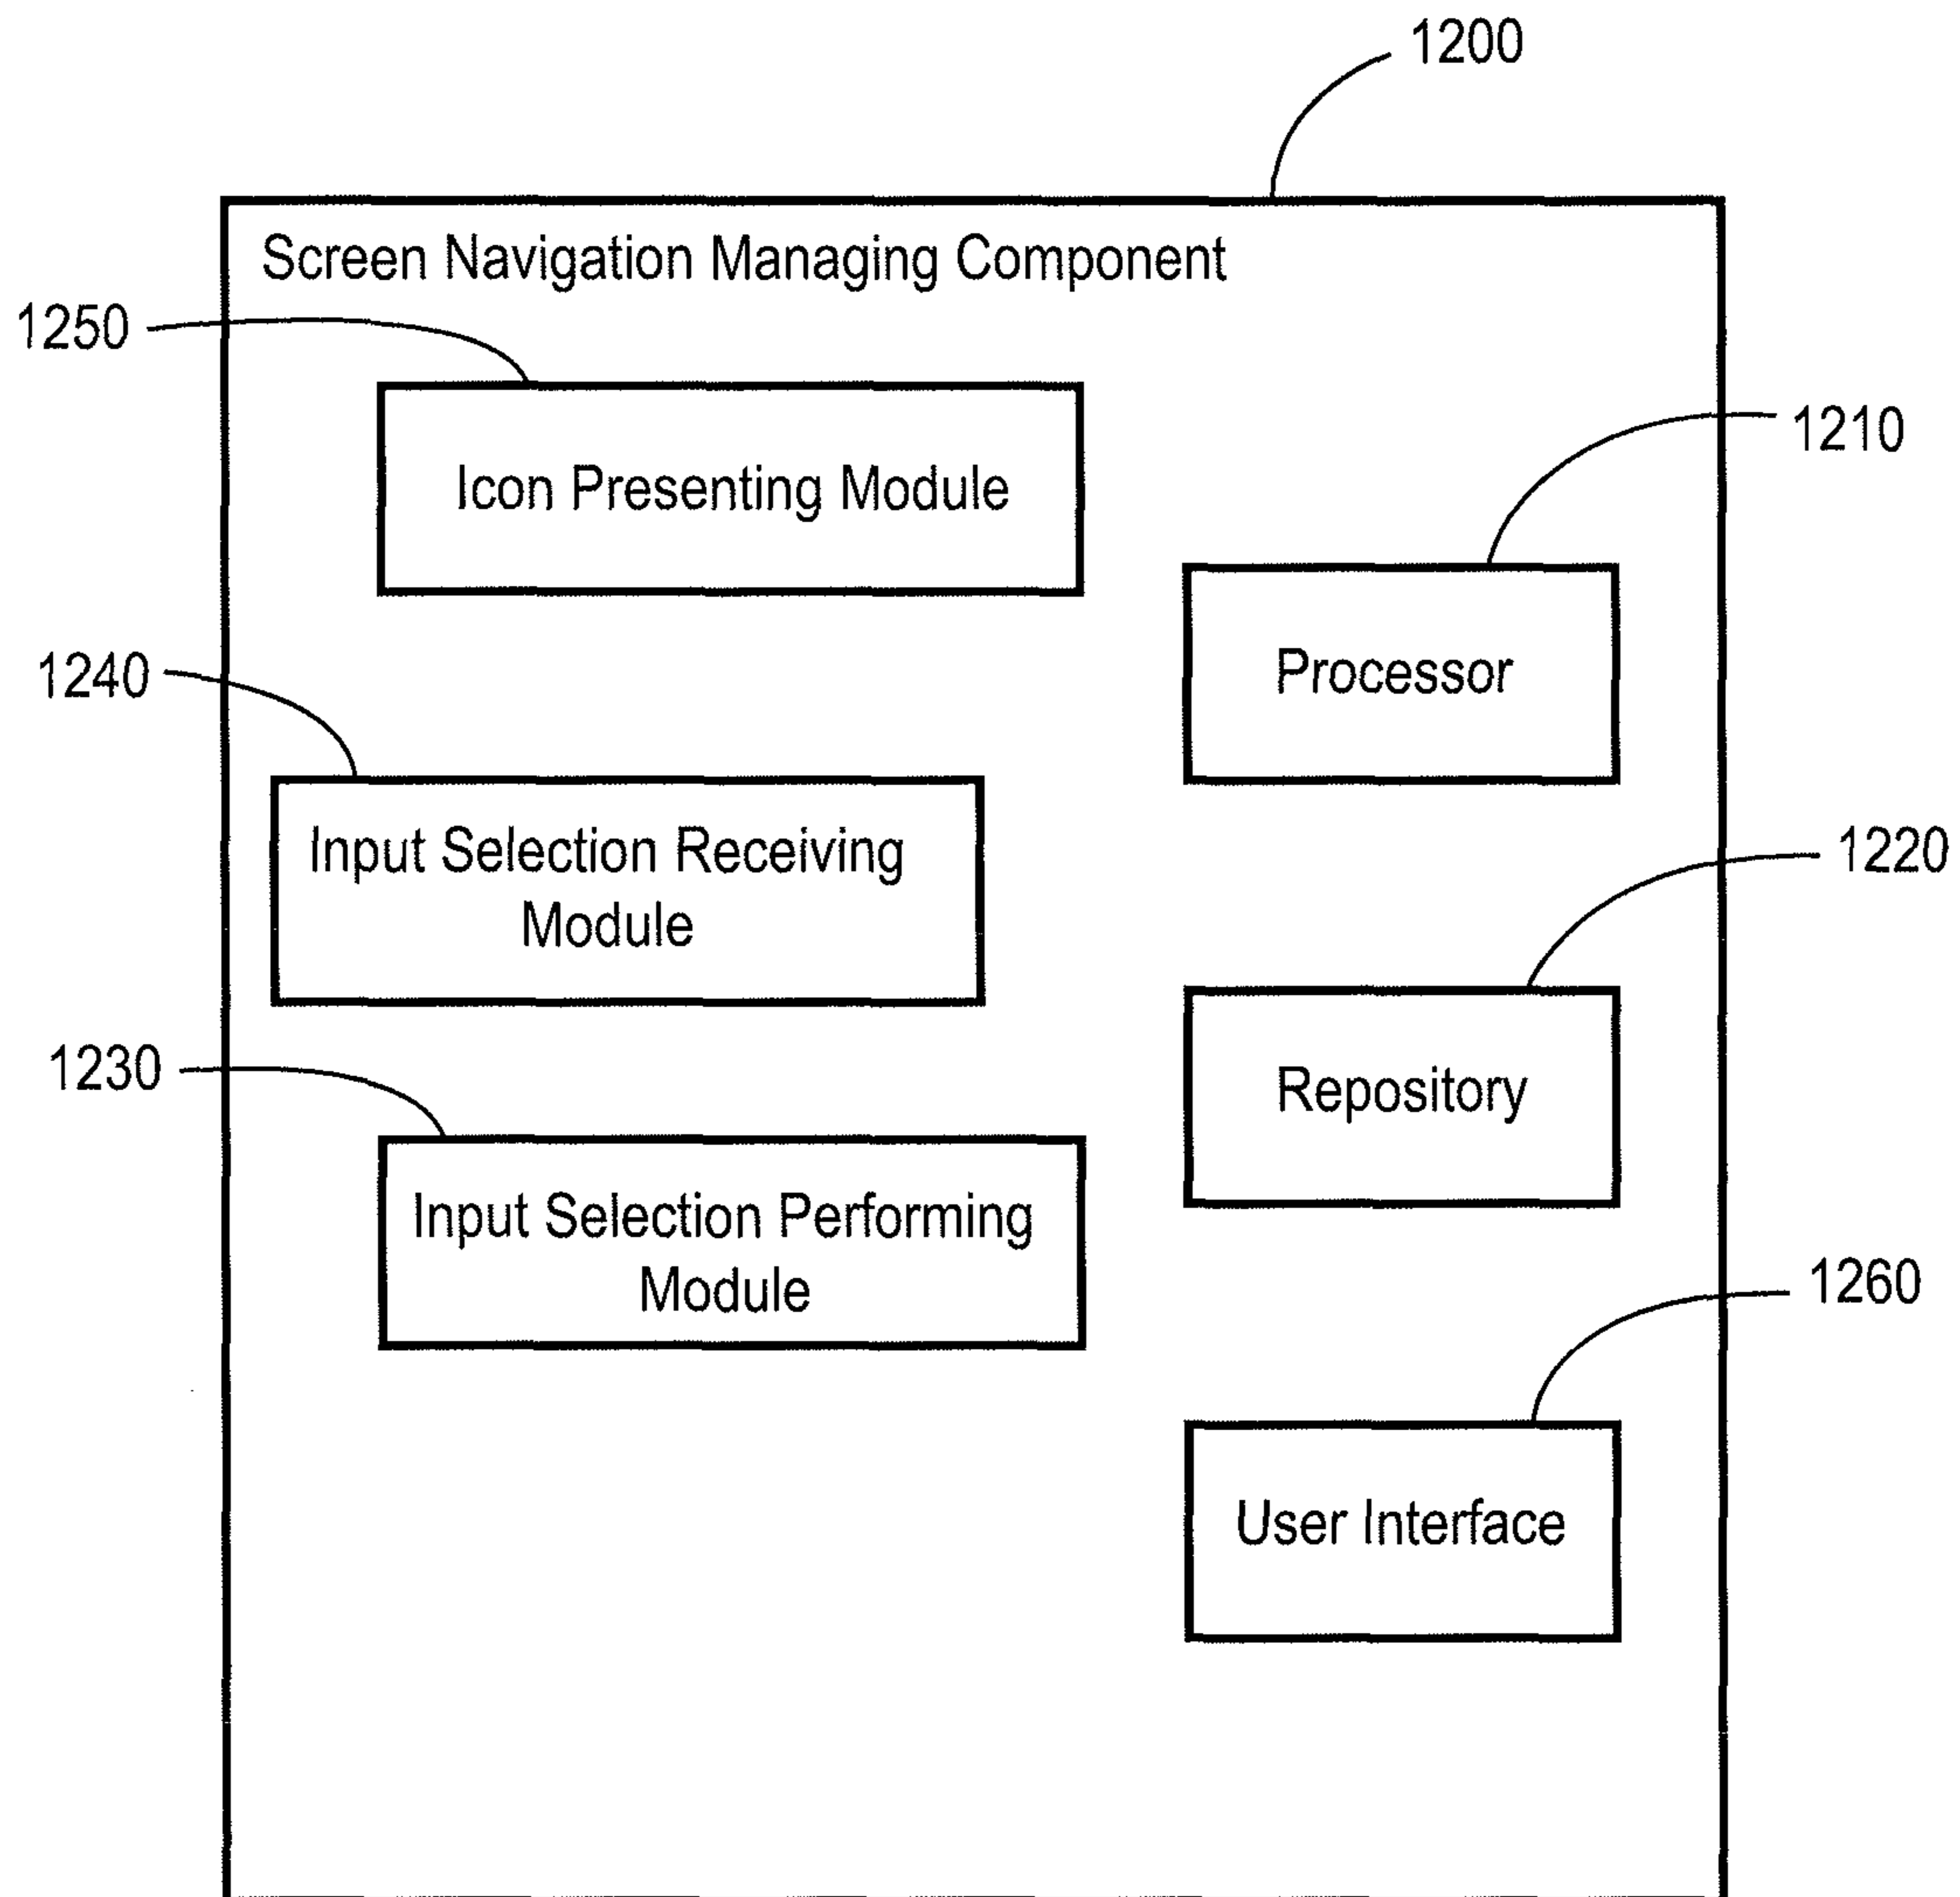 1200
Screen Navigation Managing Component
1250
Icon Presenting Module
1210
Processor
1240
Input Selection Receiving
Module
1220
Repository
1230
Input Selection Performing
Module
1260
User Interface